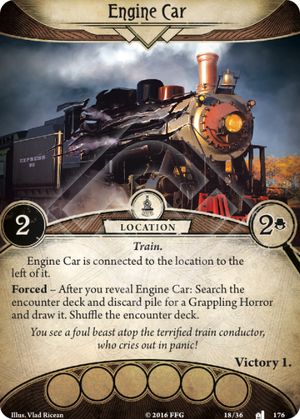 Engine Car
EXPRESS
2
LOCATION
2
Train.
Engine Car is connected to the location to the
left of it.
Forced – After you reveal Engine Car: Search the
encounter deck and discard pile for a Grappling Horror
and draw it. Shuffle the encounter deck.
You see a foul beast atop the terrified train conductor,
who cries out in panic!
Victory 1.
Illus. Vlad Ricean
© 2016 FFG
18/36
176